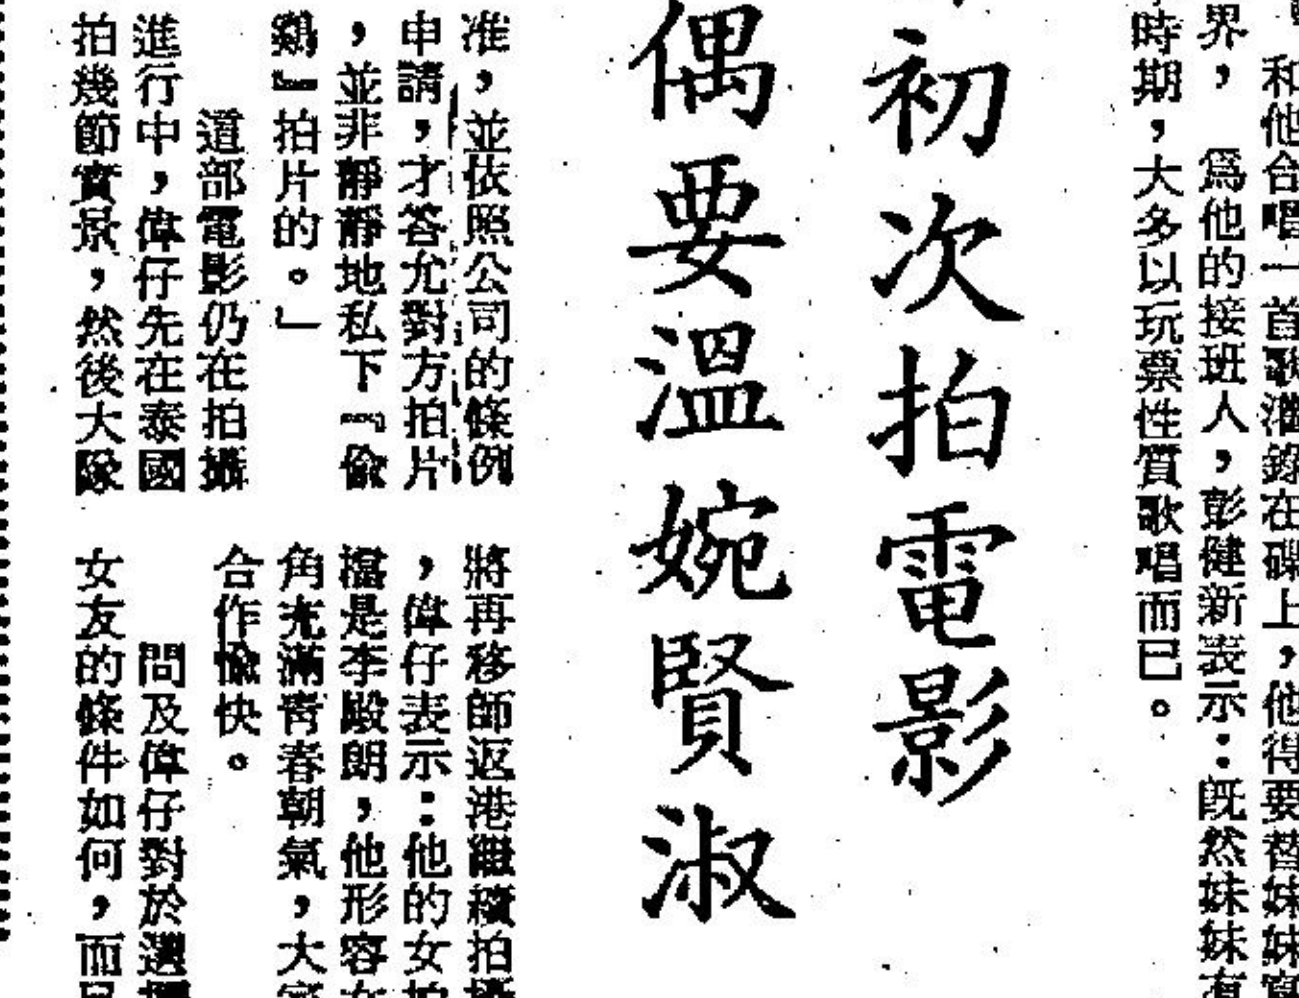 和他合唱一首歌灌錄在碟上，他得要替妹妹
界，為他的接班人，彭健新表示：既然妹妹有
時期，大多以玩票性質歌唱而已。
初次拍電影
偶要溫婉賢淑
准，並依照公司的條例
申請，才答允對方拍片
，並非靜靜地私下『偷
鷄』拍片的。」
這部電影仍在拍攝
進行中，偉仔先在泰國
拍幾節實景，然後大隊
將再移師返港繼續拍攝
，偉仔表示：他的女拍
檔是李殿朗，他形容女
角充滿青春朝氣，大家
合作愉快。
問及偉仔對於選擇
女友的條件如何，而